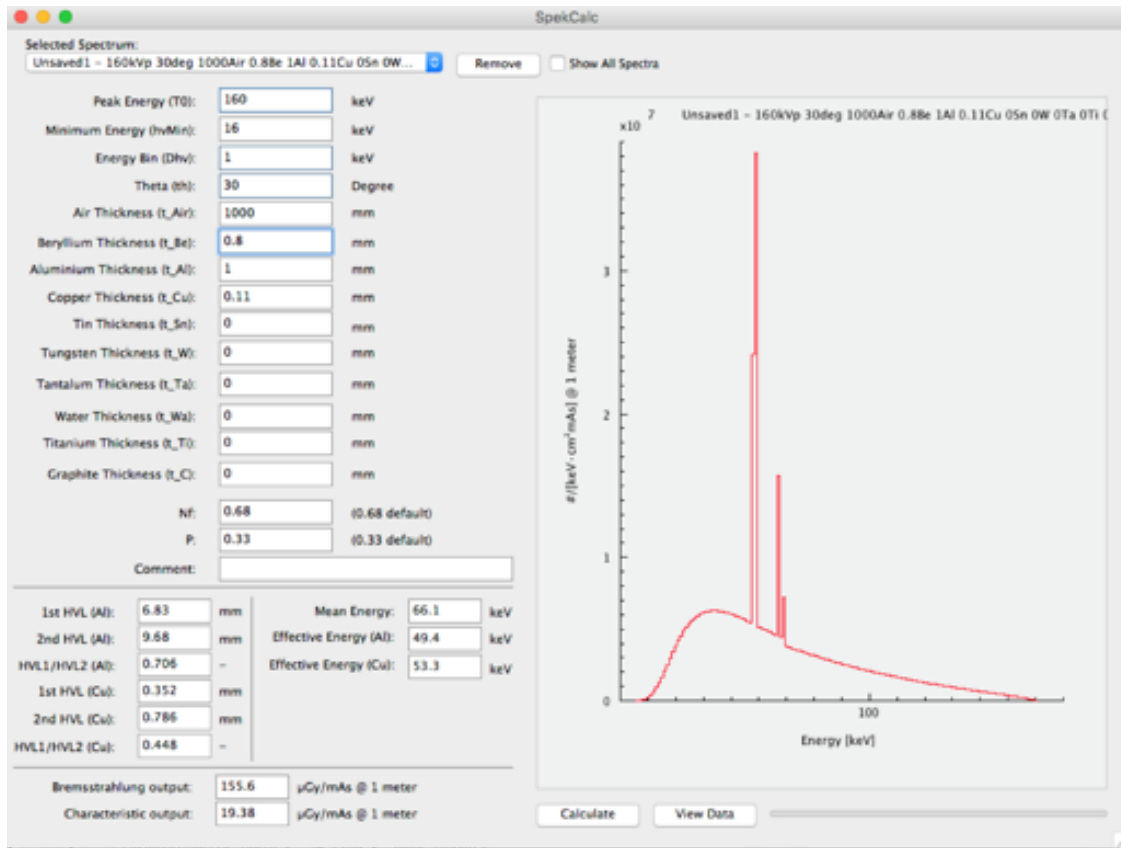 SpekCalc
Selected Spectrum:
Unsaved1 - 160kVp 30deg 1000Air 0.88e 1Al 0.11Cu 0Sn 0W... Remove Show All Spectra
Peak Energy (T0): 160 keV
Minimum Energy (hvMin): 16 keV
Energy Bin (Dhv): 1 keV
Theta (th): 30 Degree
Air Thickness (t_Air): 1000 mm
Beryllium Thickness (t_Be): 0.8 mm
Aluminium Thickness (t_Al): 1 mm
Copper Thickness (t_Cu): 0.11 mm
Tin Thickness (t_Sn): 0 mm
Tungsten Thickness (t_W): 0 mm
Tantalum Thickness (t_Ta): 0 mm
Water Thickness (t_Wa): 0 mm
Titanium Thickness (t_Ti): 0 mm
Graphite Thickness (t_C): 0 mm
Nf: 0.68 (0.68 default)
P: 0.33 (0.33 default)
Comment:
1st HVL (Al): 6.83 mm
2nd HVL (Al): 9.68 mm
HVL1/HVL2 (Al): 0.706 -
1st HVL (Cu): 0.352 mm
2nd HVL (Cu): 0.786 mm
HVL1/HVL2 (Cu): 0.448 -
Mean Energy: 66.1 keV
Effective Energy (Al): 49.4 keV
Effective Energy (Cu): 53.3 keV
Bremsstrahlung output: 155.6 μGy/mAs @ 1 meter
Characteristic output: 19.38 μGy/mAs @ 1 meter
x10 7
Unsaved1 - 160kVp 30deg 1000Air 0.88e 1Al 0.11Cu 0Sn 0W 0Ta 0Ti
#/[keV·cm²mAs] @ 1 meter
3
2
1
0
100
Energy [keV]
Calculate View Data